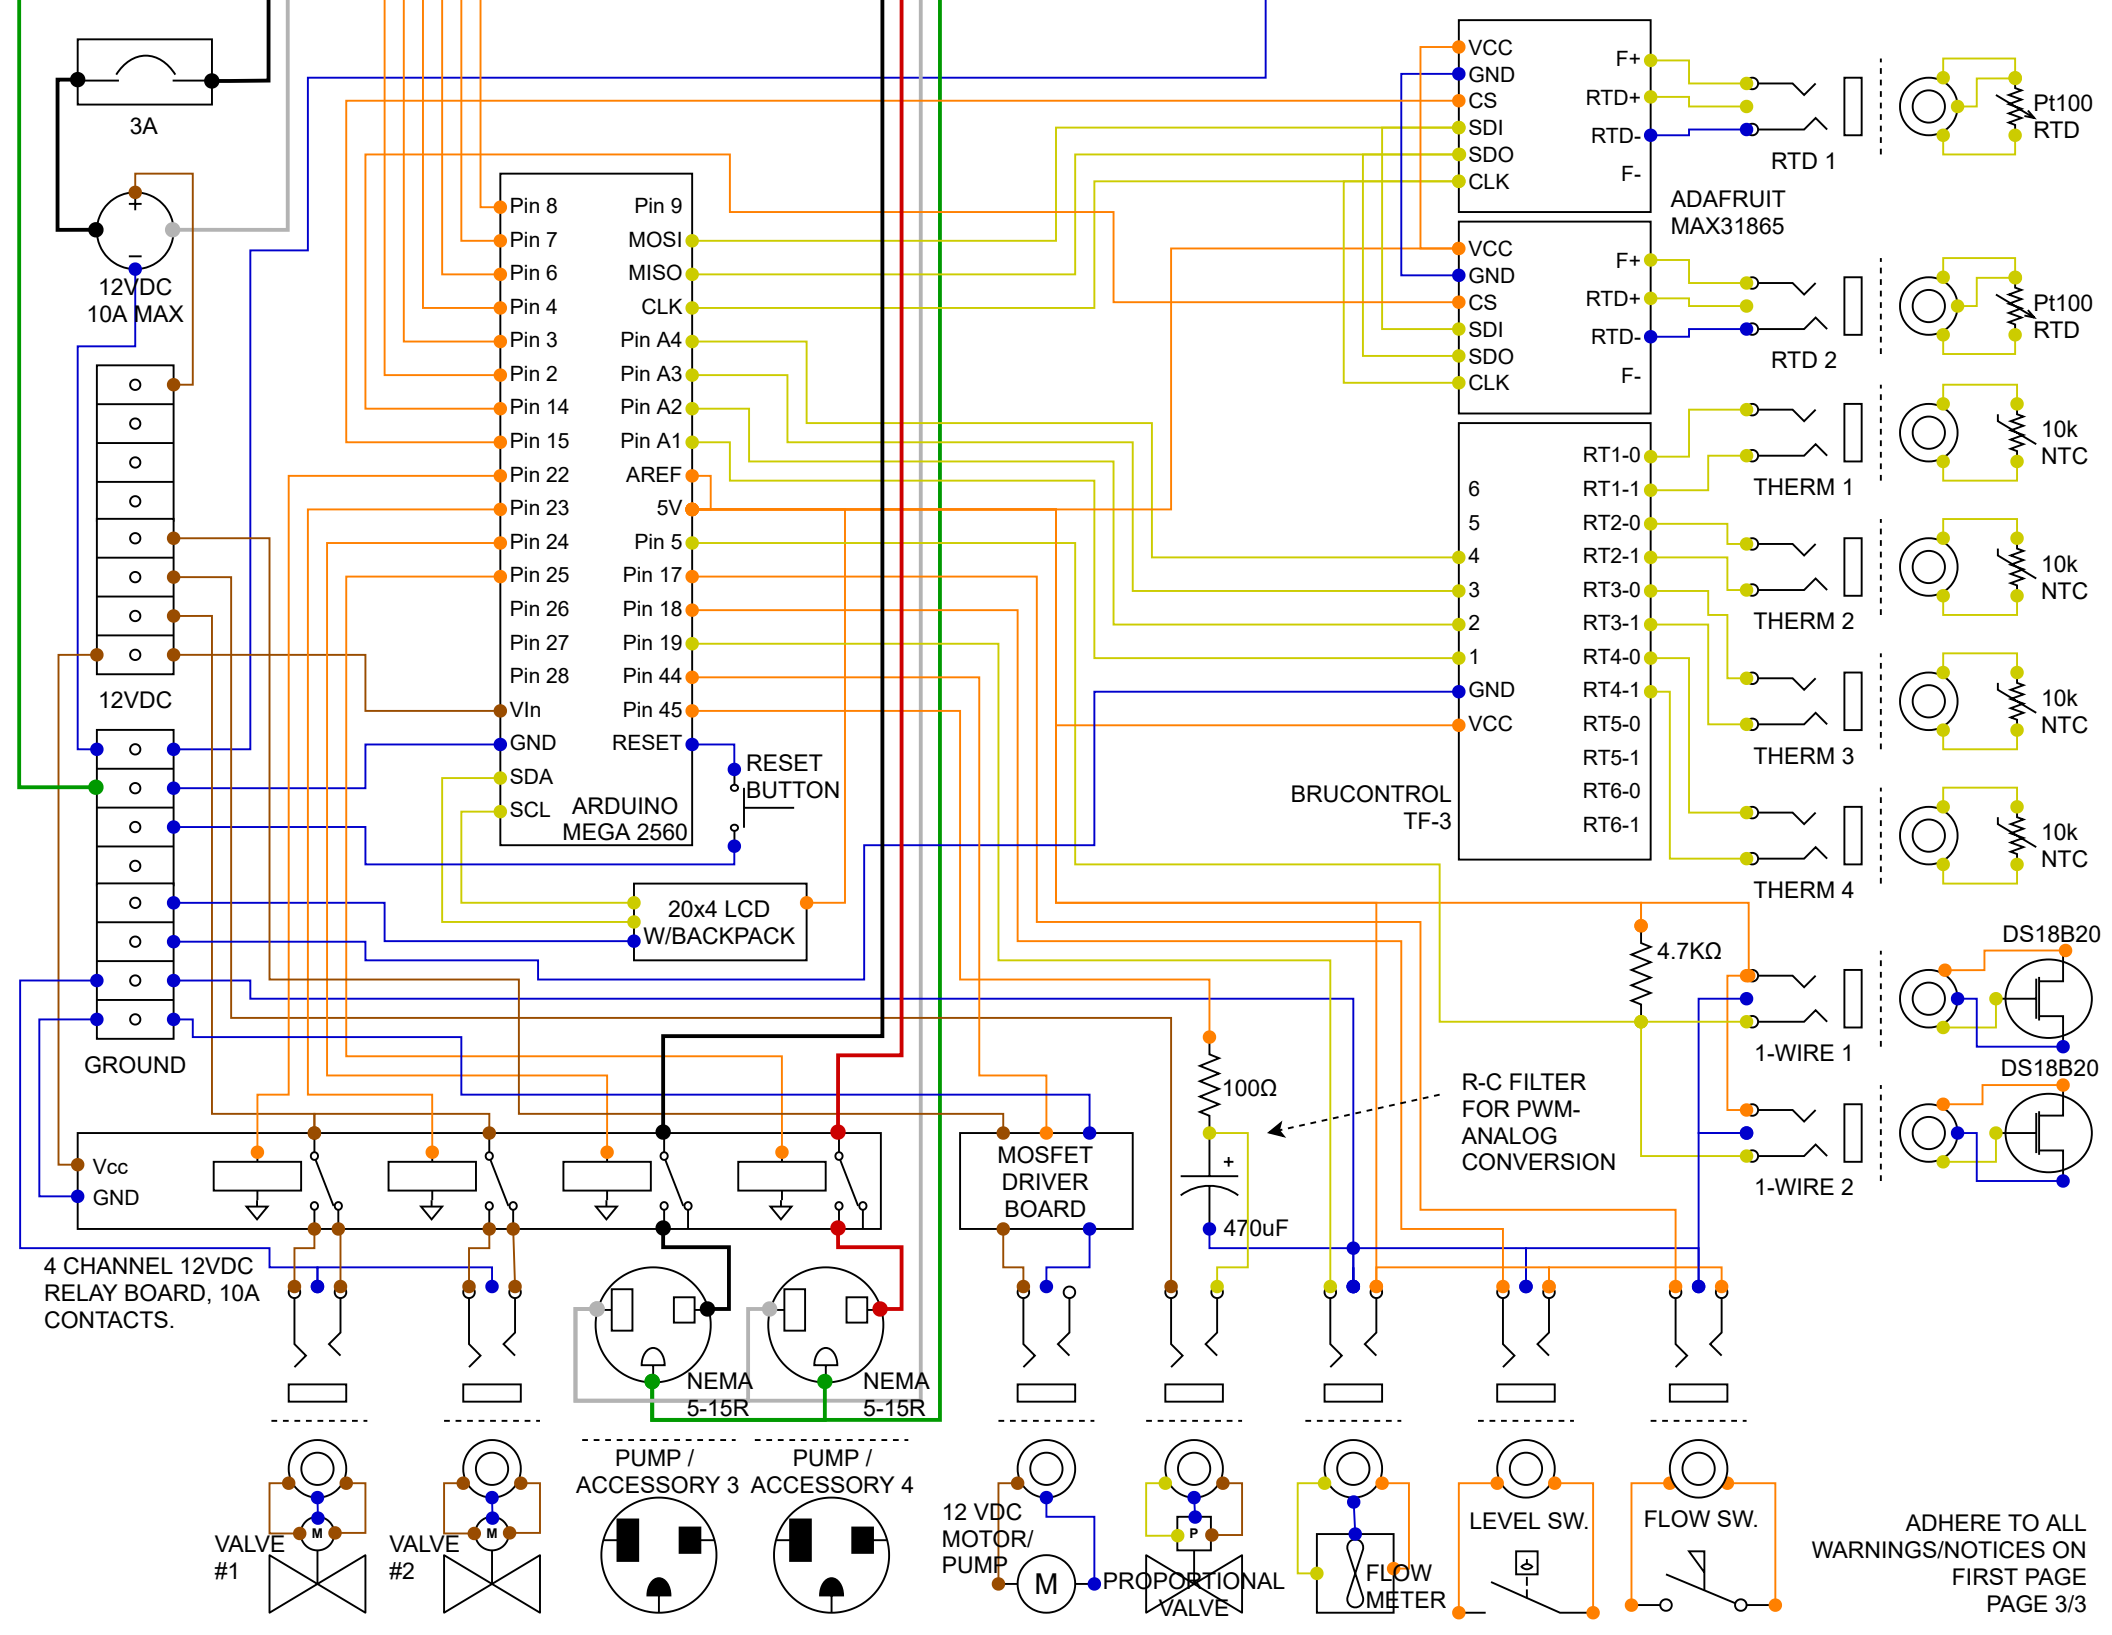 3A
+
−
12VDC
10A MAX
12VDC
GROUND
Pin 8
Pin 7
Pin 6
Pin 4
Pin 3
Pin 2
Pin 14
Pin 15
Pin 22
Pin 23
Pin 24
Pin 25
Pin 26
Pin 27
Pin 28
VIn
GND
SDA
SCL
Pin 9
MOSI
MISO
CLK
Pin A4
Pin A3
Pin A2
Pin A1
AREF
5V
Pin 5
Pin 17
Pin 18
Pin 19
Pin 44
Pin 45
RESET
ARDUINO
MEGA 2560
RESET
BUTTON
20x4 LCD
W/BACKPACK
VCC
GND
CS
SDI
SDO
CLK
F+
RTD+
RTD-
F-
ADAFRUIT
MAX31865
VCC
GND
CS
SDI
SDO
CLK
F+
RTD+
RTD-
F-
RTD 1
Pt100
RTD
RTD 2
Pt100
RTD
6
5
4
3
2
1
GND
VCC
RT1-0
RT1-1
RT2-0
RT2-1
RT3-0
RT3-1
RT4-0
RT4-1
RT5-0
RT5-1
RT6-0
RT6-1
BRUCONTROL
TF-3
THERM 1
10k
NTC
THERM 2
10k
NTC
THERM 3
10k
NTC
THERM 4
10k
NTC
4.7KΩ
DS18B20
1-WIRE 1
DS18B20
1-WIRE 2
100Ω
+
470uF
R-C FILTER
FOR PWM-
ANALOG
CONVERSION
Vcc
GND
4 CHANNEL 12VDC
RELAY BOARD, 10A
CONTACTS.
MOSFET
DRIVER
BOARD
NEMA
5-15R
NEMA
5-15R
VALVE
#1
M
VALVE
#2
M
PUMP /
ACCESSORY 3
PUMP /
ACCESSORY 4
12 VDC
MOTOR/
PUMP
M
P
PROPORTIONAL
VALVE
FLOW
METER
LEVEL SW.
FLOW SW.
ADHERE TO ALL
WARNINGS/NOTICES ON
FIRST PAGE
PAGE 3/3